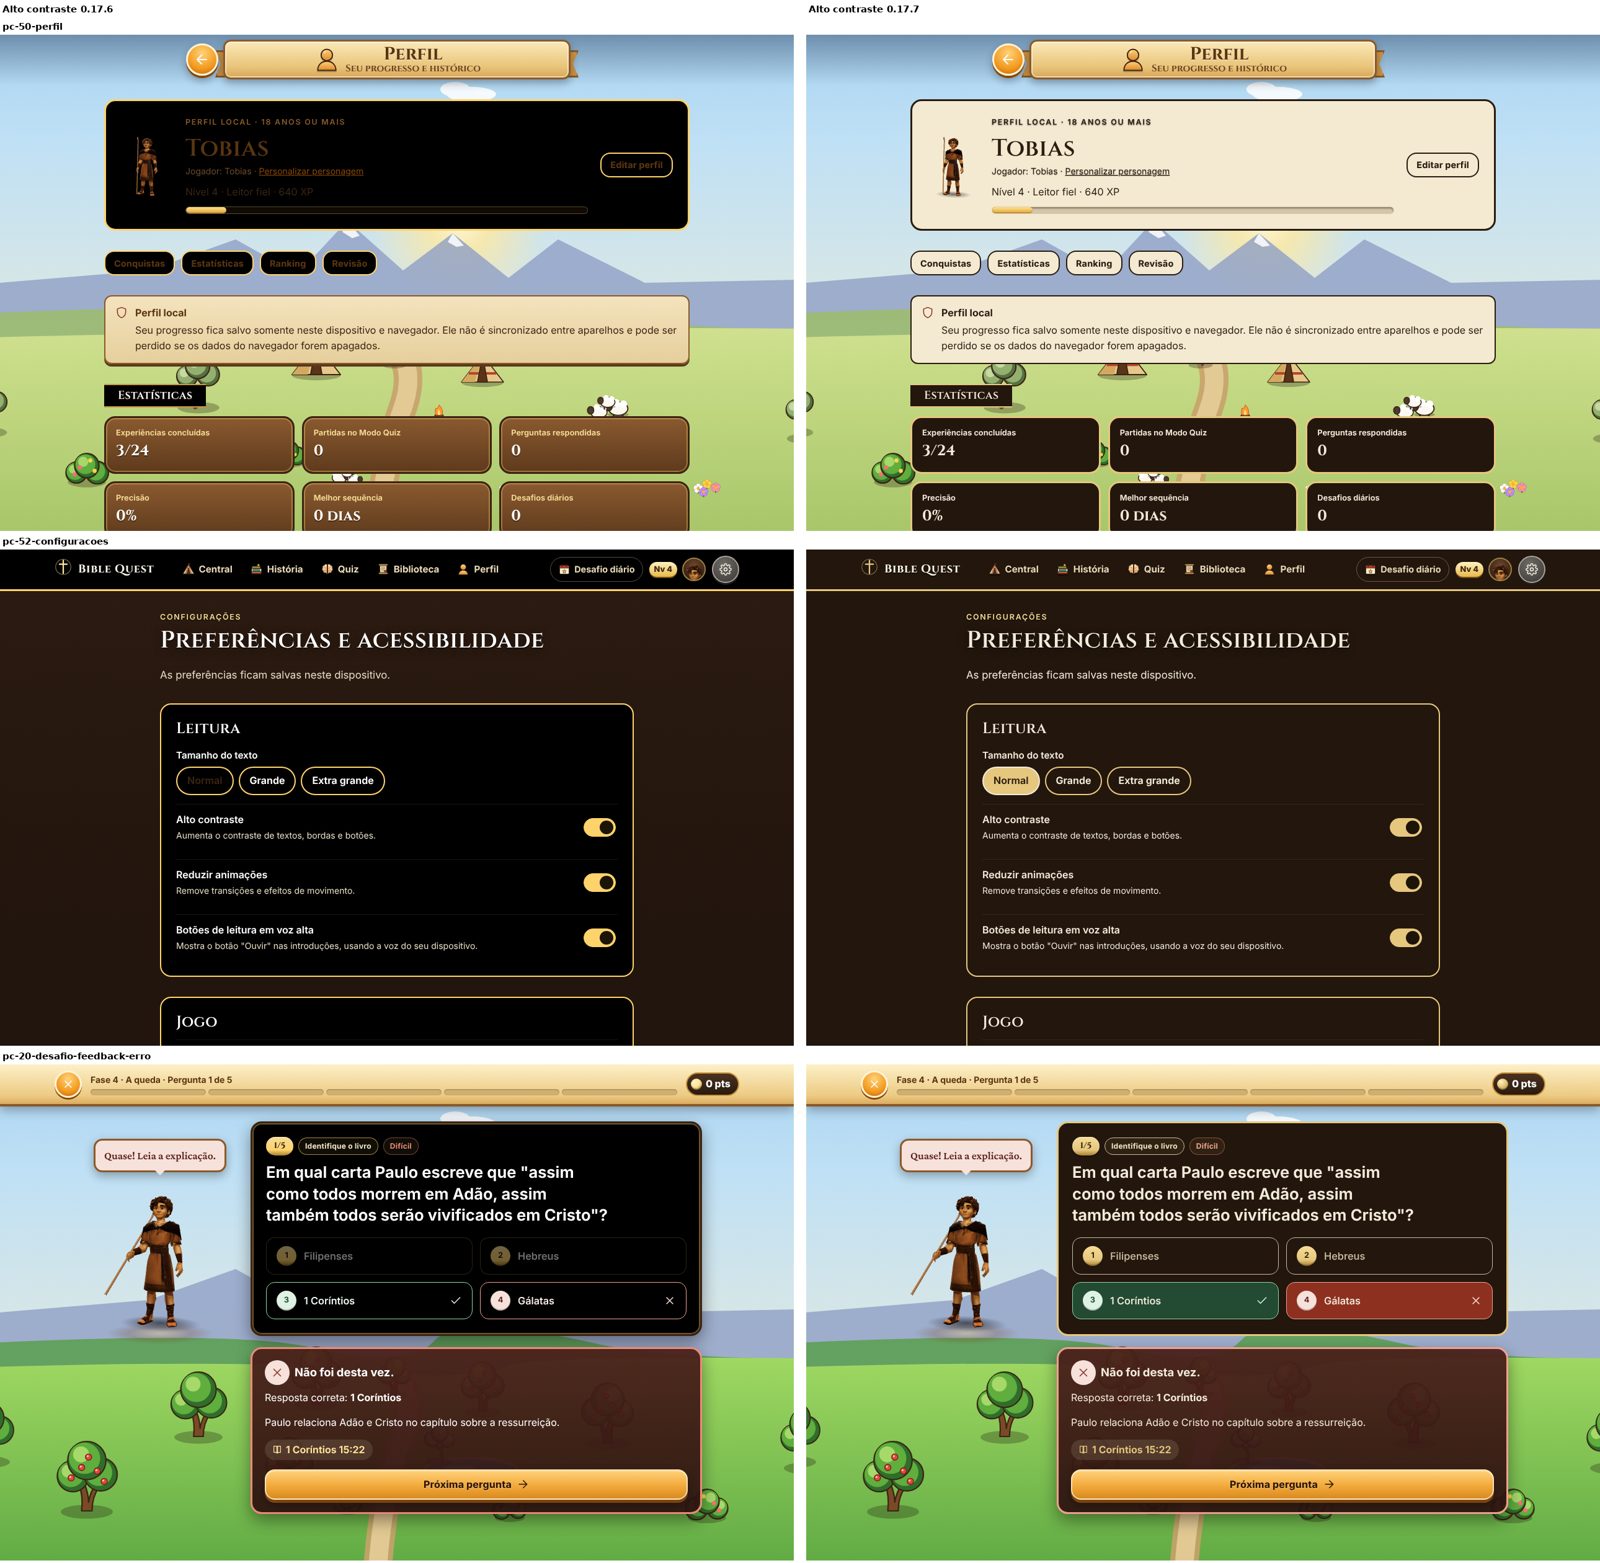 Alto contraste 0.17.6
pc-50-perfil
Perfil
Seu progresso e histórico
PERFIL LOCAL · 18 ANOS OU MAIS
Tobias
Jogador: Tobias · Personalizar personagem
Nível 4 · Leitor fiel · 640 XP
Editar perfil
Conquistas
Estatísticas
Ranking
Revisão
Perfil local
Seu progresso fica salvo somente neste dispositivo e navegador. Ele não é sincronizado entre aparelhos e pode ser
perdido se os dados do navegador forem apagados.
Estatísticas
Experiências concluídas
3/24
Partidas no Modo Quiz
0
Perguntas respondidas
0
Precisão
0%
Melhor sequência
0 dias
Desafios diários
0
Alto contraste 0.17.7
Perfil
Seu progresso e histórico
PERFIL LOCAL · 18 ANOS OU MAIS
Tobias
Jogador: Tobias · Personalizar personagem
Nível 4 · Leitor fiel · 640 XP
Editar perfil
Conquistas
Estatísticas
Ranking
Revisão
Perfil local
Seu progresso fica salvo somente neste dispositivo e navegador. Ele não é sincronizado entre aparelhos e pode ser
perdido se os dados do navegador forem apagados.
Estatísticas
Experiências concluídas
3/24
Partidas no Modo Quiz
0
Perguntas respondidas
0
Precisão
0%
Melhor sequência
0 dias
Desafios diários
0
pc-52-configuracoes
Bible Quest
Central
História
Quiz
Biblioteca
Perfil
Desafio diário
Nv 4
CONFIGURAÇÕES
Preferências e acessibilidade
As preferências ficam salvas neste dispositivo.
Leitura
Tamanho do texto
Normal
Grande
Extra grande
Alto contraste
Aumenta o contraste de textos, bordas e botões.
Reduzir animações
Remove transições e efeitos de movimento.
Botões de leitura em voz alta
Mostra o botão "Ouvir" nas introduções, usando a voz do seu dispositivo.
Jogo
Bible Quest
Central
História
Quiz
Biblioteca
Perfil
Desafio diário
Nv 4
CONFIGURAÇÕES
Preferências e acessibilidade
As preferências ficam salvas neste dispositivo.
Leitura
Tamanho do texto
Normal
Grande
Extra grande
Alto contraste
Aumenta o contraste de textos, bordas e botões.
Reduzir animações
Remove transições e efeitos de movimento.
Botões de leitura em voz alta
Mostra o botão "Ouvir" nas introduções, usando a voz do seu dispositivo.
Jogo
pc-20-desafio-feedback-erro
Fase 4 · A queda · Pergunta 1 de 5
0 pts
Quase! Leia a explicação.
1/5
Identifique o livro
Difícil
Em qual carta Paulo escreve que "assim
como todos morrem em Adão, assim
também todos serão vivificados em Cristo"?
1 Filipenses
2 Hebreus
3 1 Coríntios
4 Gálatas
Não foi desta vez.
Resposta correta: 1 Coríntios
Paulo relaciona Adão e Cristo no capítulo sobre a ressurreição.
1 Coríntios 15:22
Próxima pergunta →
Fase 4 · A queda · Pergunta 1 de 5
0 pts
Quase! Leia a explicação.
1/5
Identifique o livro
Difícil
Em qual carta Paulo escreve que "assim
como todos morrem em Adão, assim
também todos serão vivificados em Cristo"?
1 Filipenses
2 Hebreus
3 1 Coríntios
4 Gálatas
Não foi desta vez.
Resposta correta: 1 Coríntios
Paulo relaciona Adão e Cristo no capítulo sobre a ressurreição.
1 Coríntios 15:22
Próxima pergunta →